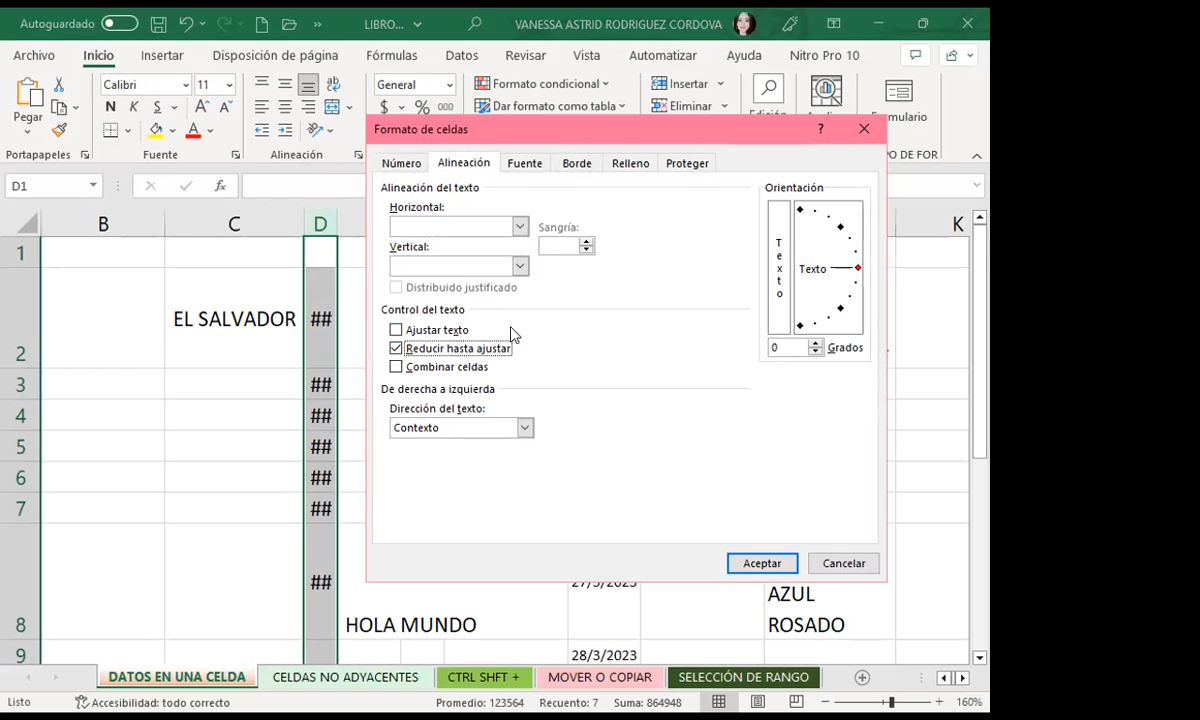 Autoguardado
LIBRO...
VANESSA ASTRID RODRIGUEZ CORDOVA
Archivo Inicio Insertar Disposición de página Fórmulas Datos Revisar Vista Automatizar Ayuda Nitro Pro 10
Pegar
Calibri 11
General
Formato condicional
Insertar
N K S
$ % 000
Dar formato como tabla
Eliminar
Portapapeles
Fuente
Alineación
D1
fx
Formato de celdas
?
Número Alineación Fuente Borde Relleno Proteger
Alineación del texto
Horizontal:
Sangría:
Vertical:
Distribuido justificado
Control del texto
Ajustar texto
Reducir hasta ajustar
Combinar celdas
De derecha a izquierda
Dirección del texto:
Contexto
Orientación
Texto
Texto
0 Grados
Aceptar Cancelar
B C D K
1
2 EL SALVADOR ##
3 ##
4 ##
5 ##
6 ##
7 ##
##
27/3/2023
AZUL
8 HOLA MUNDO ROSADO
9 28/3/2023
DATOS EN UNA CELDA CELDAS NO ADYACENTES CTRL SHFT + MOVER O COPIAR SELECCIÓN DE RANGO
Listo Accesibilidad: todo correcto Promedio: 123564 Recuento: 7 Suma: 864948 160%